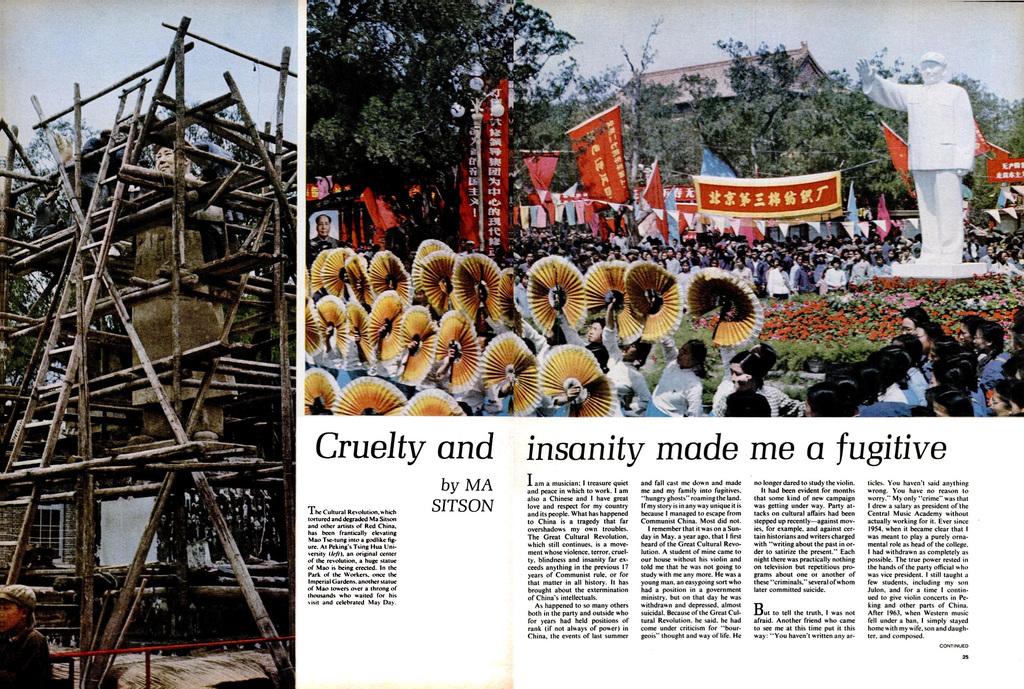 北京第三棉纺织厂
Cruelty and insanity made me a fugitive
by MA
SITSON
The Cultural Revolution, which
tortured and degraded Ma Sitson
and other artists of Red China,
has been frantically elevating
Mao Tse-tung into a godlike fig-
ure. At Peking's Tsing Hua Uni-
versity (left), an original center
of the revolution, a huge statue
of Mao is being erected. In the
Park of the Workers, once the
Imperial Gardens, another statue
of Mao towers over a throng of
thousands who waited for his
visit and celebrated May Day.
I am a musician; I treasure quiet
and peace in which to work. I am
also a Chinese and I have great
love and respect for my country
and its people. What has happened
to China is a tragedy that far
overshadows my own troubles.
The Great Cultural Revolution,
which still continues, is a move-
ment whose violence, terror, cruel-
ty, blindness and insanity far ex-
ceeds anything in the previous 17
years of Communist rule, or for
that matter in all history. It has
brought about the extermination
of China's intellectuals.
As happened to so many others
both in the party and outside who
for years had held positions of
rank (if not always of power) in
China, the events of last summer
and fall cast me down and made
me and my family into fugitives,
"hungry ghosts" roaming the land.
If my story is in any way unique it is
because I managed to escape from
Communist China. Most did not.
I remember that it was on a Sun-
day in May, a year ago, that I first
heard of the Great Cultural Revo-
lution. A student of mine came to
our house without his violin and
told me that he was not going to
study with me any more. He was a
young man, an easygoing sort who
had a position in a government
ministry, but on that day he was
withdrawn and depressed, almost
suicidal. Because of the Great Cul-
tural Revolution, he said, he had
come under criticism for "bour-
geois" thought and way of life. He
no longer dared to study the violin.
It had been evident for months
that some kind of new campaign
was getting under way. Party at-
tacks on cultural affairs had been
stepped up recently—against mov-
ies, for example, and against cer-
tain historians and writers charged
with "writing about the past in or-
der to satirize the present." Each
night there was practically nothing
on television but repetitious pro-
grams about one or another of
these "criminals," several of whom
later committed suicide.
But to tell the truth, I was not
afraid. Another friend who came
to see me at this time put it this
way: "You haven't written any ar-
ticles. You haven't said anything
wrong. You have no reason to
worry." My only "crime" was that
I drew a salary as president of the
Central Music Academy without
actually working for it. Ever since
1954, when it became clear that I
was meant to play a purely orna-
mental role as head of the college,
I had withdrawn as completely as
possible. The true power rested in
the hands of the party official who
was vice president. I still taught a
few students, including my son
Julon, and for a time I contin-
ued to give violin concerts in Pe-
king and other parts of China.
After 1963, when Western music
fell under a ban, I simply stayed
home with my wife, son and daugh-
ter, and composed.
CONTINUED
25